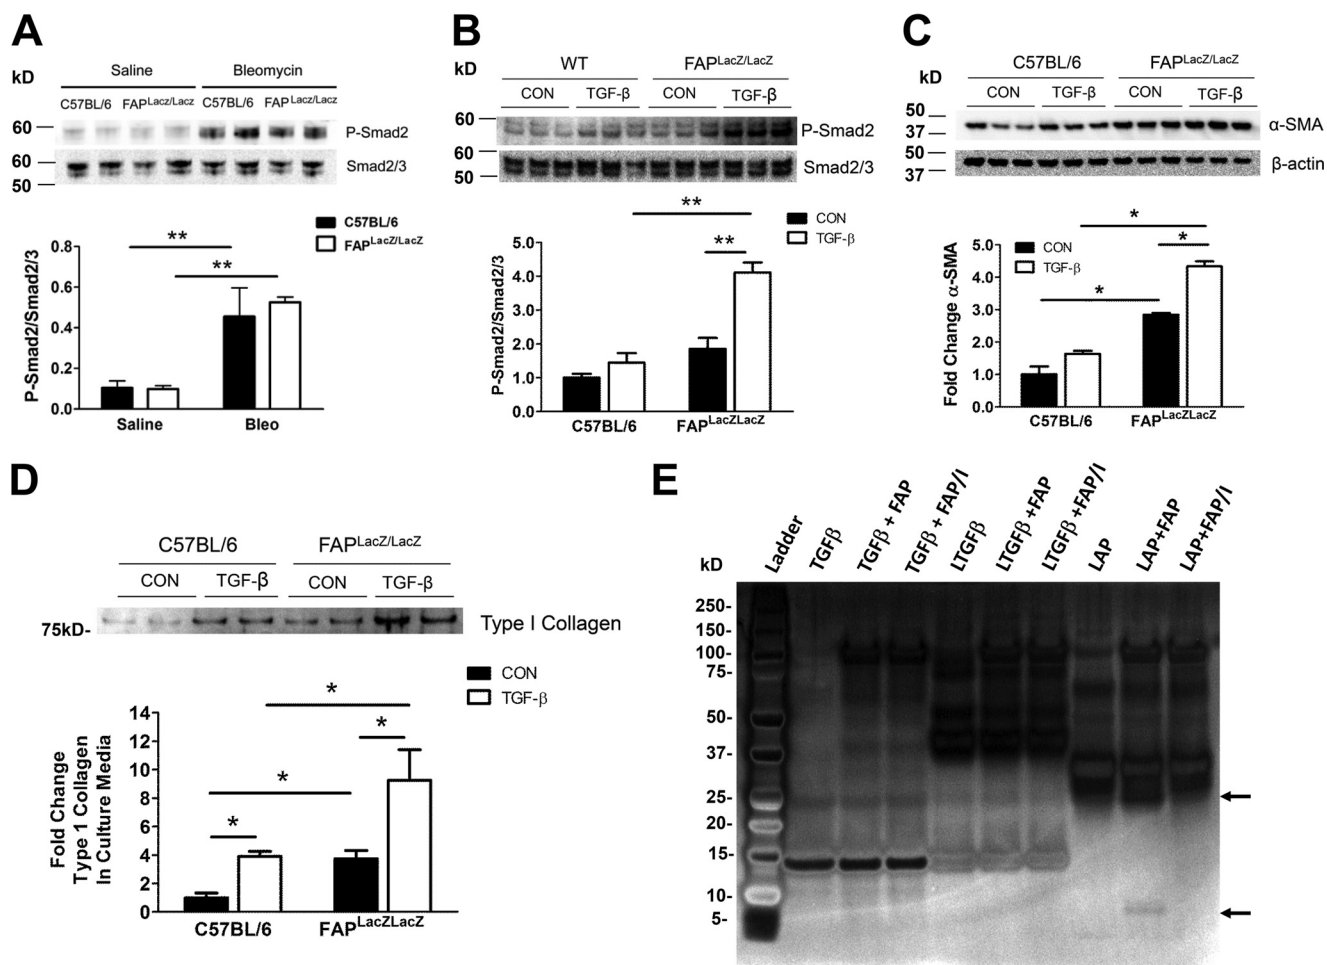 A
kD
Saline
Bleomycin
C57BL/6
FAPLacz/Lacz
C57BL/6
FAPLacz/Lacz
60
P-Smad2
60
Smad2/3
50
C57BL/6
FAPLacZ/LacZ
**
**
P-Smad2/Smad2/3
0.8
0.6
0.4
0.2
0.0
Saline
Bleo
B
kD
WT
FAPLacZ/LacZ
CON
TGF-β
CON
TGF-β
60
P-Smad2
60
Smad2/3
50
**
CON
TGF-β
**
P-Smad2/Smad2/3
5.0
4.0
3.0
2.0
1.0
0.0
C57BL/6
FAPLacZLacZ
C
kD
C57BL/6
FAPLacZ/LacZ
CON
TGF-β
CON
TGF-β
50
37
α-SMA
50
37
β-actin
*
*
*
CON
TGF-β
Fold Change α-SMA
5.0
4.0
3.0
2.0
1.0
0.0
C57BL/6
FAPLacZLacZ
D
C57BL/6
FAPLacZ/LacZ
CON
TGF-β
CON
TGF-β
75kD-
Type I Collagen
CON
TGF-β
*
*
*
*
Fold Change
Type 1 Collagen
In Culture Media
14
12
10
8
6
4
2
0
C57BL/6
FAPLacZLacZ
E
kD
Ladder
TGFβ
TGFβ + FAP
TGFβ + FAP/I
LTGFβ
LTGFβ +FAP
LTGFβ +FAP/I
LAP
LAP+FAP
LAP+FAP/I
250-
150-
100-
75-
50-
37-
25-
20-
15-
10-
5-